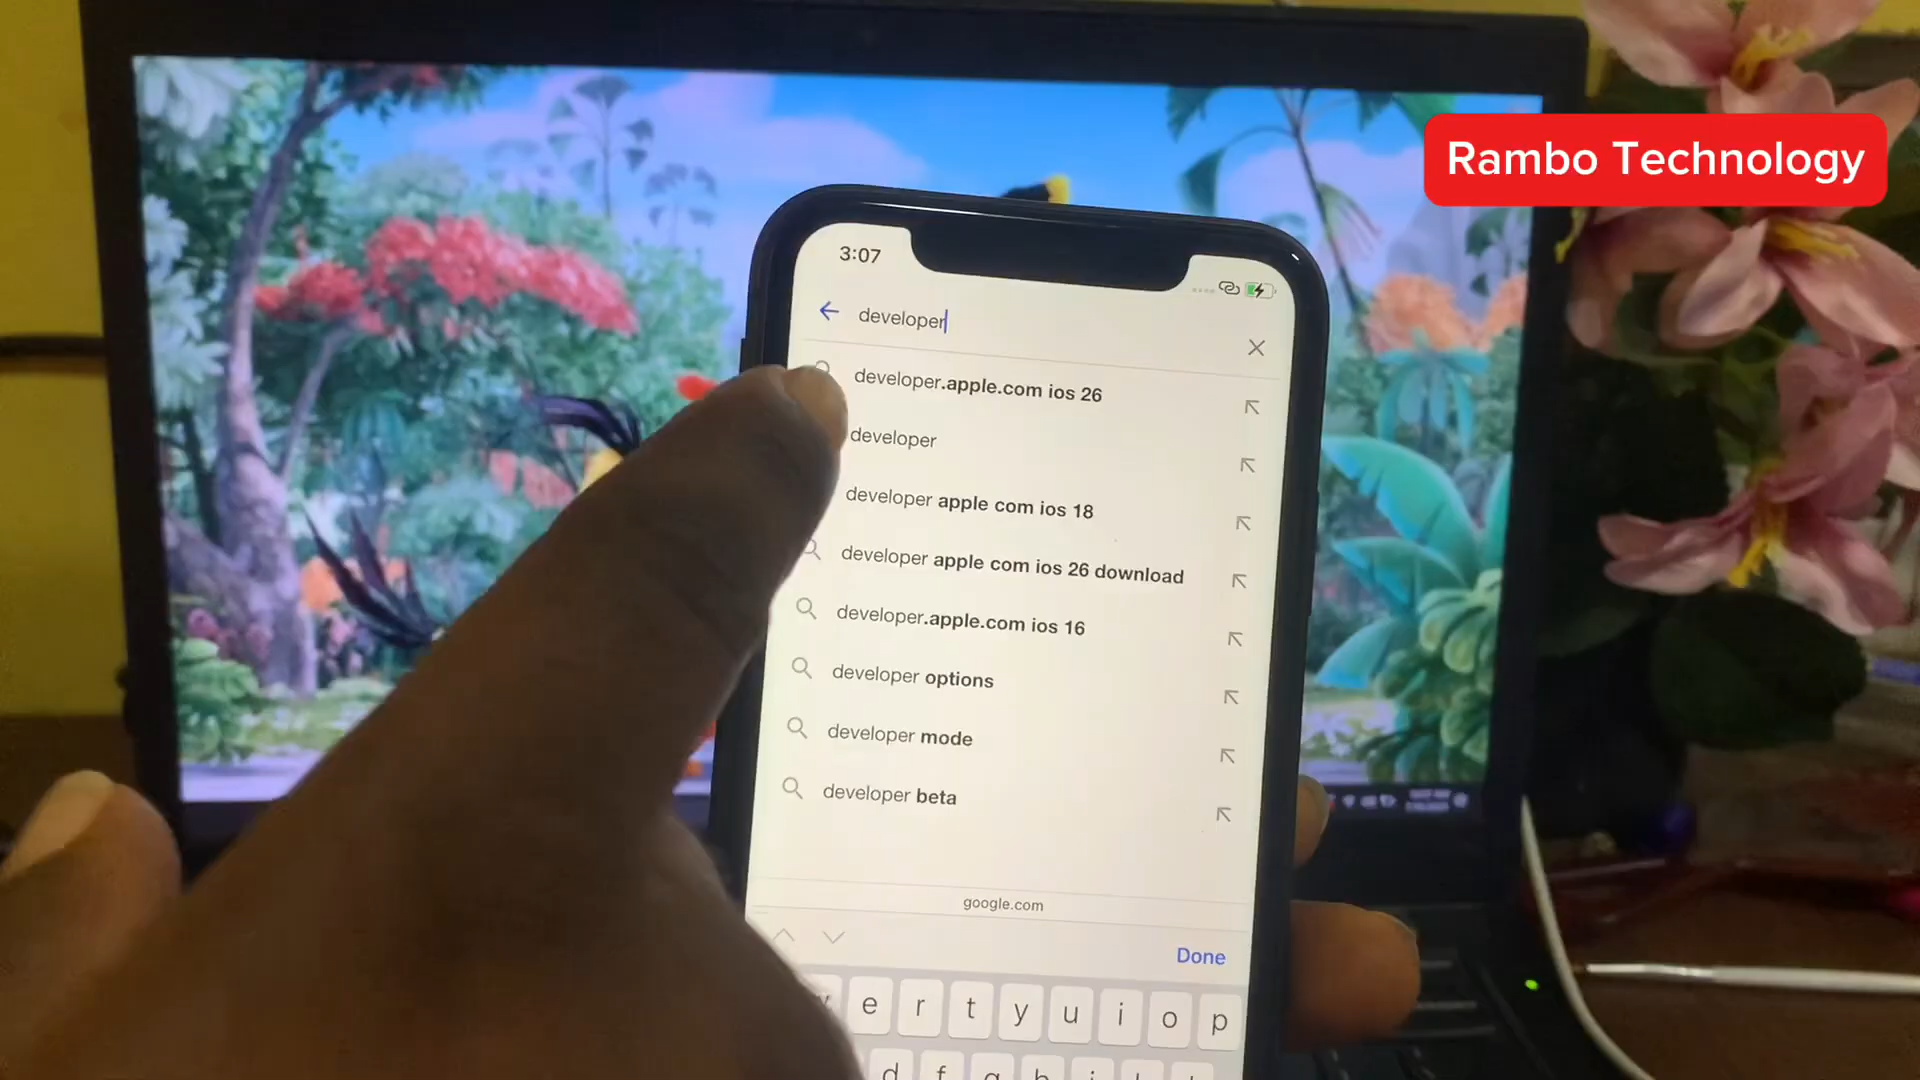 Rambo Technology
3:07
developer
developer.apple.com ios 26
developer
developer apple com ios 18
developer apple com ios 26 download
developer.apple.com ios 16
developer options
developer mode
developer beta
google.com
Done
e r t y u i o p
d f g h